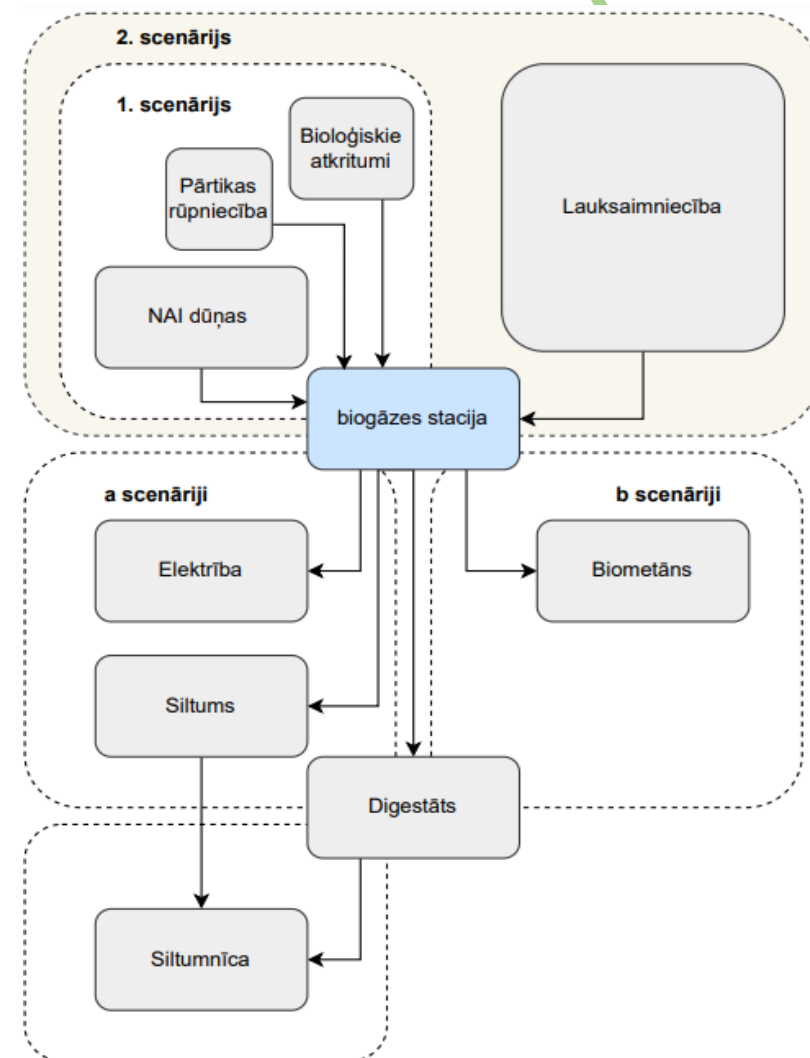 2. scenārijs
1. scenārijs
Bioloģiskie
atkritumi
Pārtikas
rūpniecība
Lauksaimniecība
NAI dūņas
biogāzes stacija
a scenāriji
b scenāriji
Elektrība
Biometāns
Siltums
Digestāts
Siltumnīca